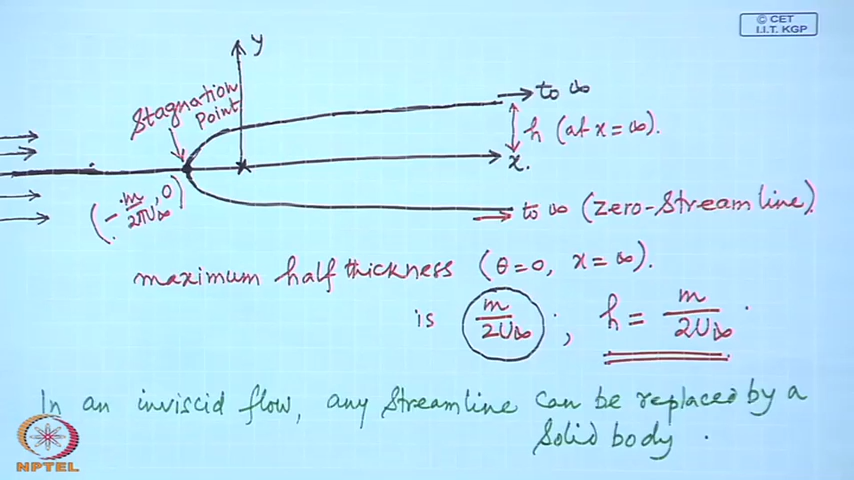 © CET
I.I.T. KGP
y
Stagnation
Point
to ∞
h (at x = ∞).
x.
(-m/2πU∞, 0)
to ∞ (zero-Streamline)
maximum half thickness (θ=0, x=∞).
is m/2U∞ ; h = m/2U∞ .
In an inviscid flow, any streamline can be replaced by a
Solid body .
NPTEL